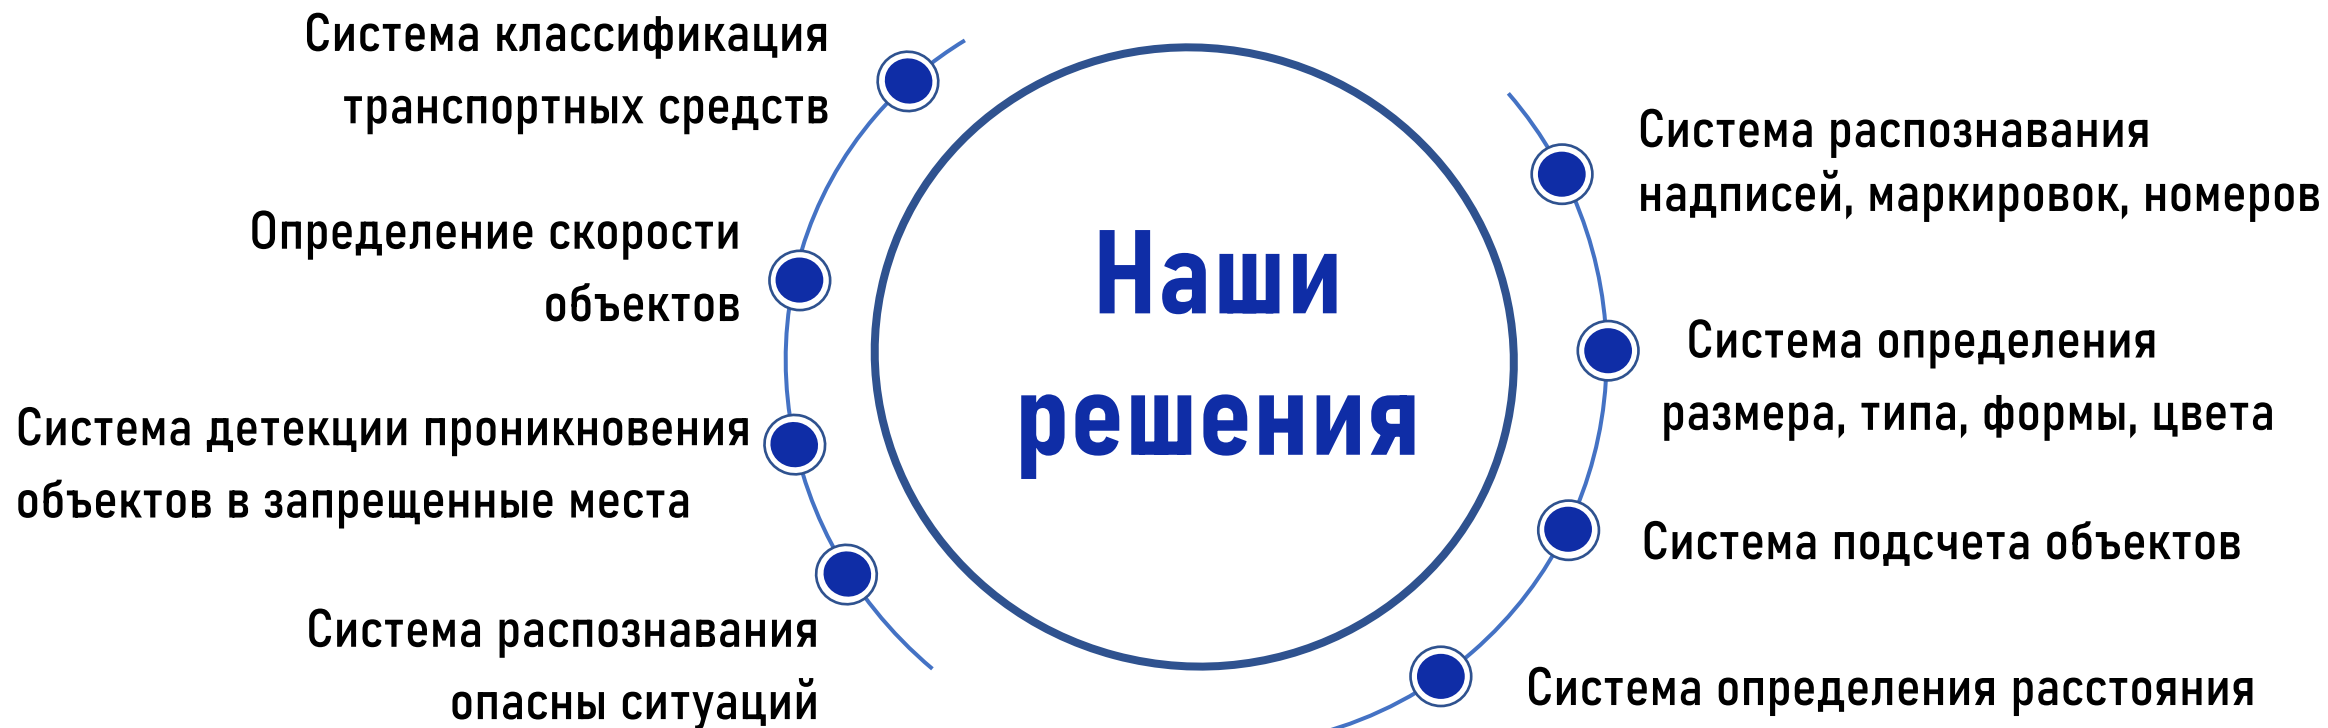 Система классификация
транспортных средств
Определение скорости
объектов
Система детекции проникновения
объектов в запрещенные места
Система распознавания
опасны ситуаций
Наши
решения
Система распознавания
надписей, маркировок, номеров
Система определения
размера, типа, формы, цвета
Система подсчета объектов
Система определения расстояния